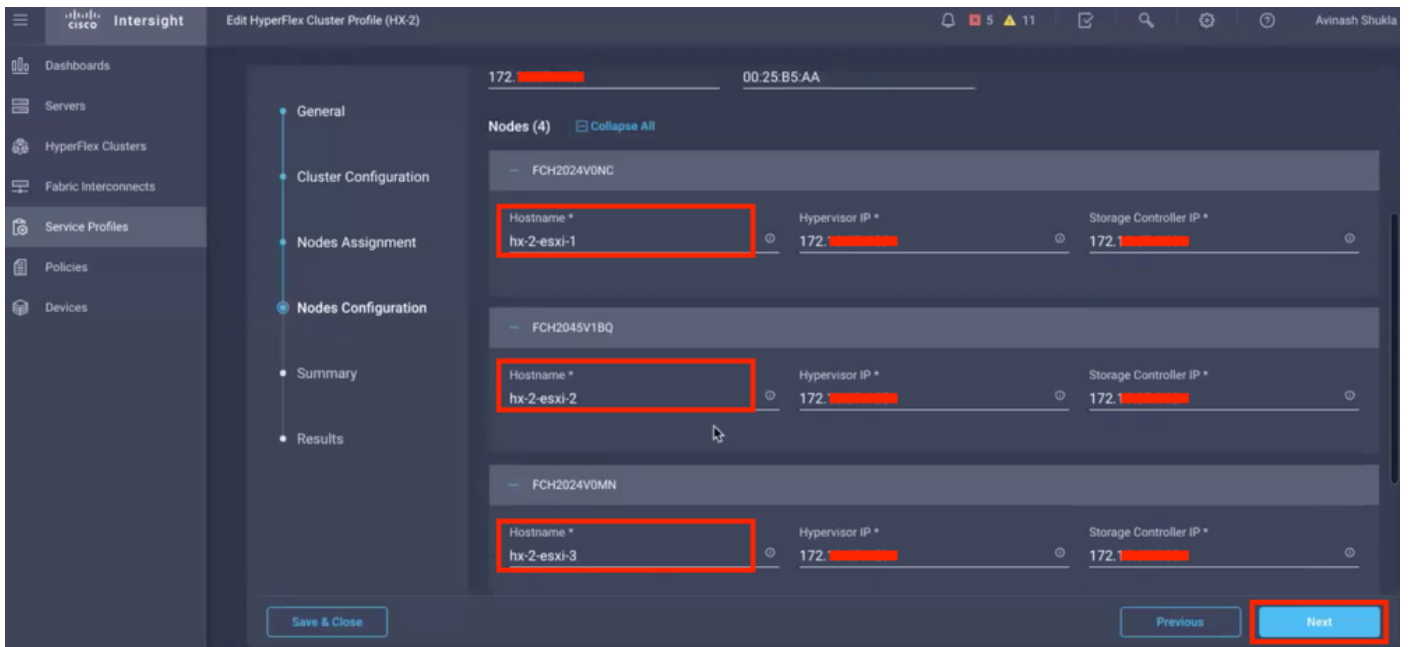 cisco Intersight Edit HyperFlex Cluster Profile (HX-2) 5 11 Avinash Shukla
Dashboards
Servers
HyperFlex Clusters
Fabric Interconnects
Service Profiles
Policies
Devices
General
Cluster Configuration
Nodes Assignment
Nodes Configuration
Summary
Results
172. 00:25:B5:AA
Nodes (4) Collapse All
FCH2024V0NC
Hostname * Hypervisor IP * Storage Controller IP *
hx-2-esxi-1 172. 172.1
FCH2045V1BQ
Hostname * Hypervisor IP * Storage Controller IP *
hx-2-esxi-2 172. 172.1
FCH2024V0MN
Hostname * Hypervisor IP * Storage Controller IP *
hx-2-esxi-3 172. 172.1
Save & Close Previous Next